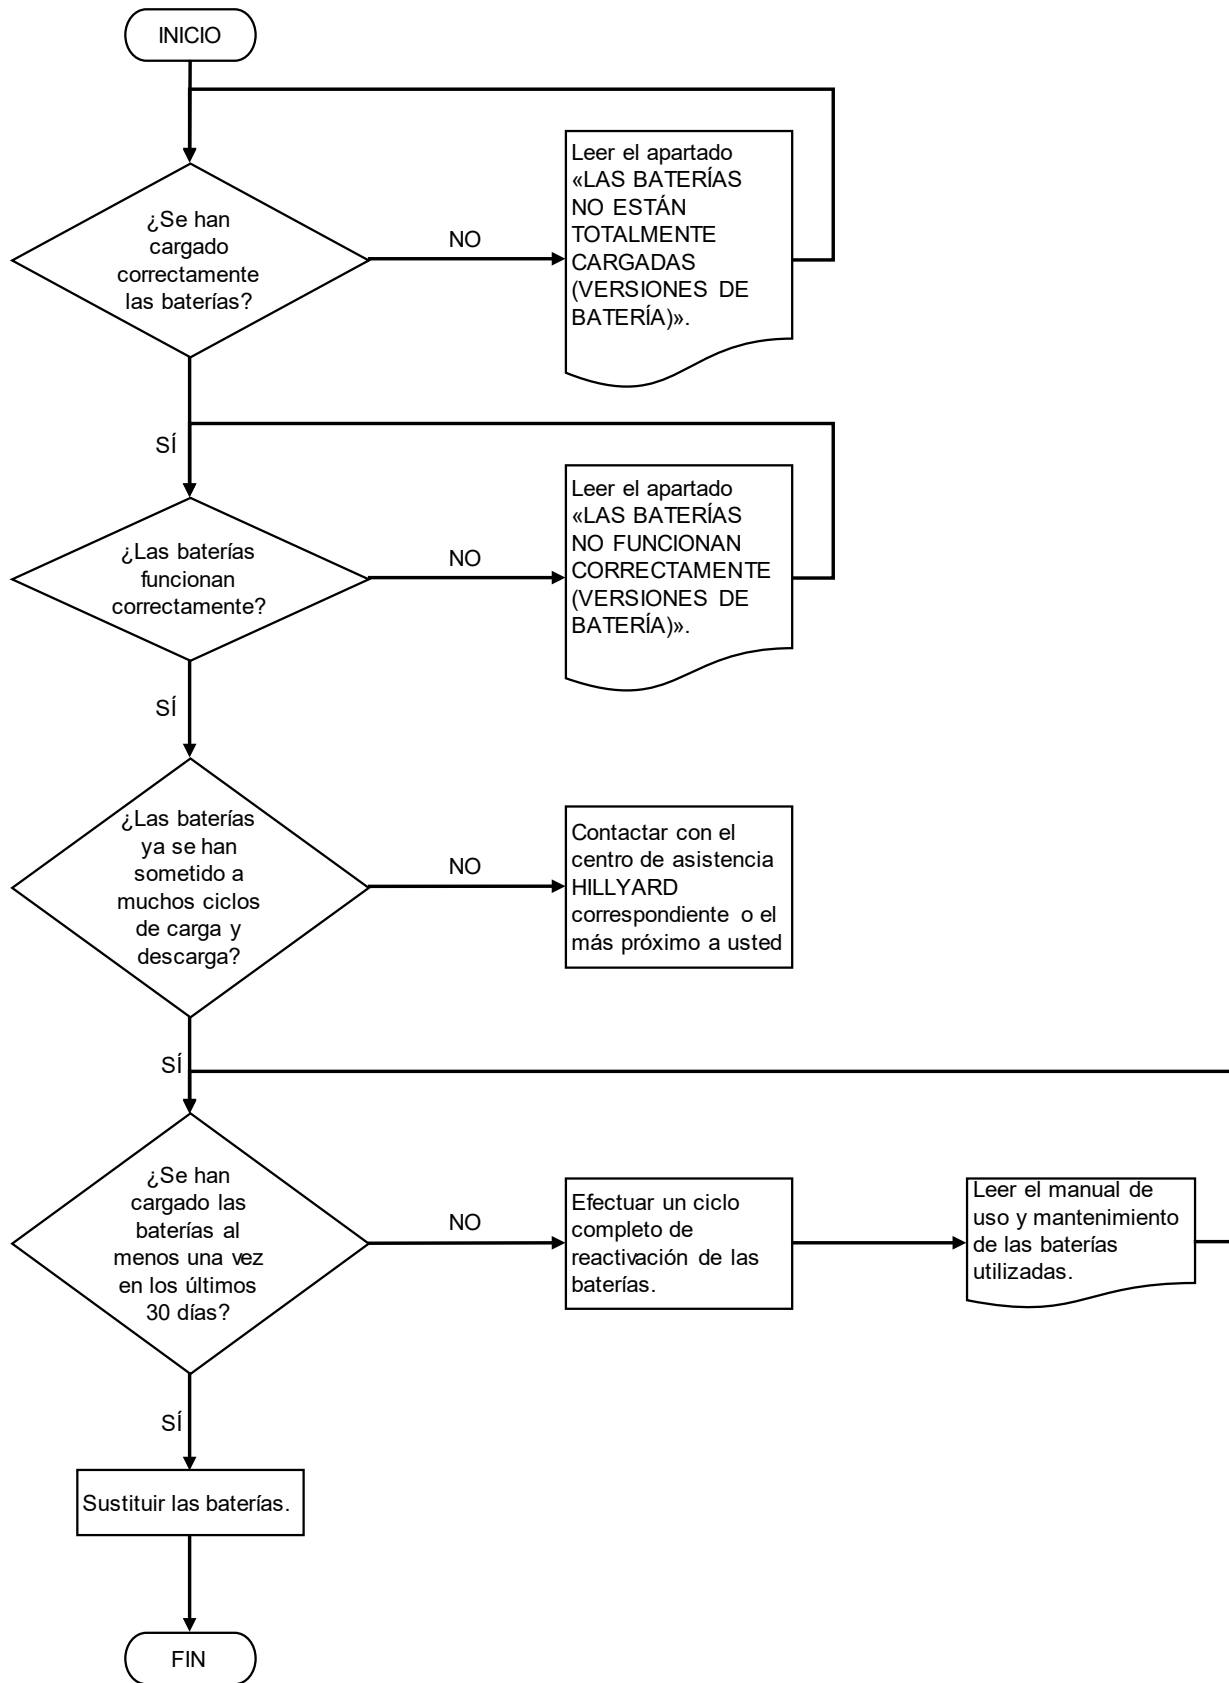 INICIO
¿Se han
cargado
correctamente
las baterías?
NO
Leer el apartado
«LAS BATERÍAS
NO ESTÁN
TOTALMENTE
CARGADAS
(VERSIONES DE
BATERÍA)».
SÍ
¿Las baterías
funcionan
correctamente?
NO
Leer el apartado
«LAS BATERÍAS
NO FUNCIONAN
CORRECTAMENTE
(VERSIONES DE
BATERÍA)».
SÍ
¿Las baterías
ya se han
sometido a
muchos ciclos
de carga y
descarga?
NO
Contactar con el
centro de asistencia
HILLYARD
correspondiente o el
más próximo a usted
SÍ
¿Se han
cargado las
baterías al
menos una vez
en los últimos
30 días?
NO
Efectuar un ciclo
completo de
reactivación de las
baterías.
Leer el manual de
uso y mantenimiento
de las baterías
utilizadas.
SÍ
Sustituir las baterías.
FIN